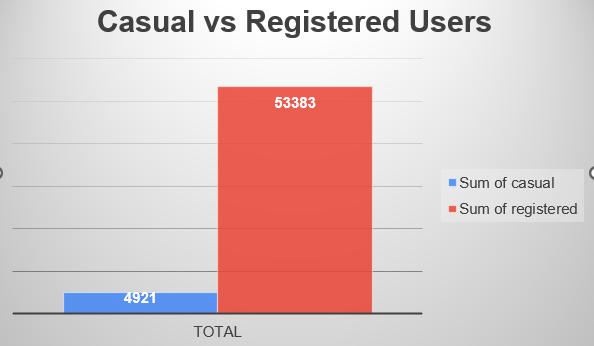 Casual vs Registered Users
53383
4921
Sum of casual
Sum of registered
TOTAL